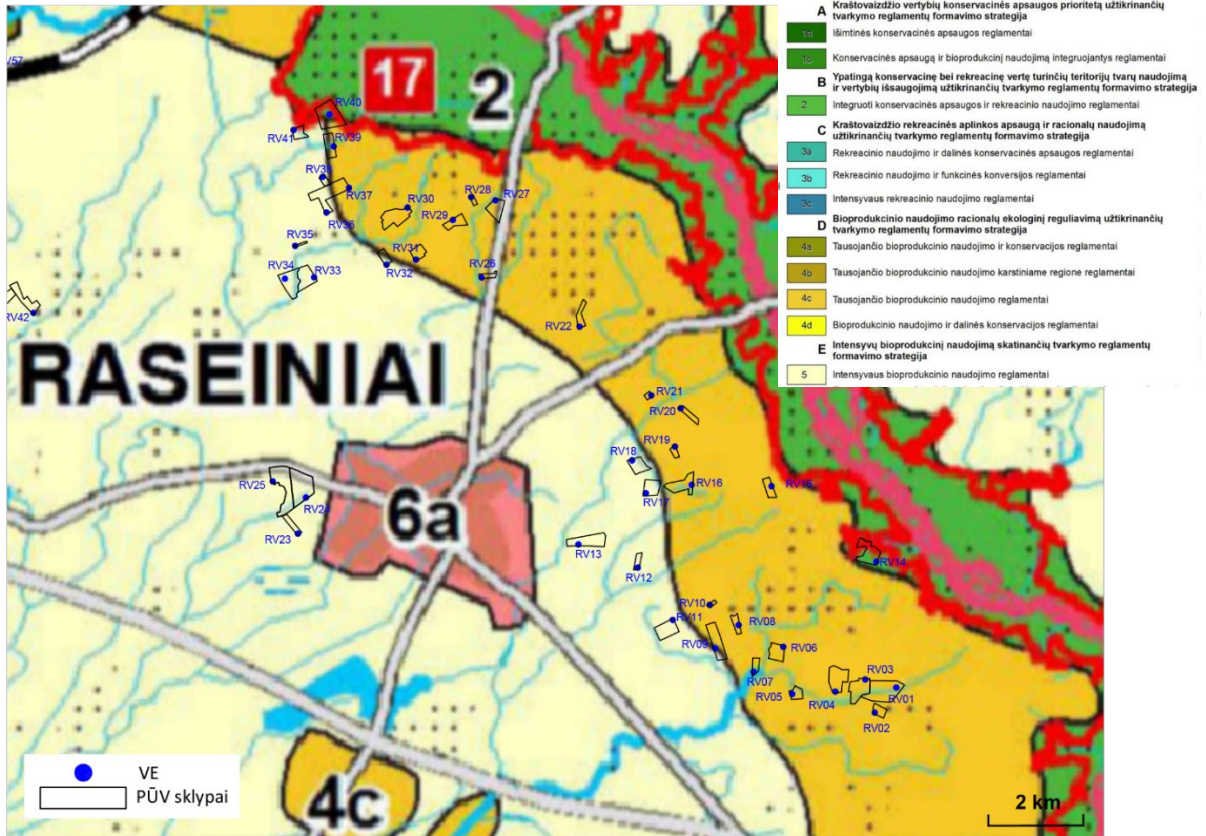 A Kraštovaizdžio vertybių konservacinės apsaugos prioritetą užtikrinančių
tvarkymo reglamentų formavimo strategija
1a Išimtinės konservacinės apsaugos reglamentai
1b Konservacinę apsaugą ir bioprodukcinį naudojimą integruojantys reglamentai
B Ypatingą konservacinę bei rekreacinę vertę turinčių teritorijų tvarų naudojimą
ir vertybių išsaugojimą užtikrinančių tvarkymo reglamentų formavimo strategija
2 Integruoti konservacinės apsaugos ir rekreacinio naudojimo reglamentai
C Kraštovaizdžio rekreacinės aplinkos apsaugą ir racionalų naudojimą
užtikrinančių tvarkymo reglamentų formavimo strategija
3a Rekreacinio naudojimo ir dalinės konservacinės apsaugos reglamentai
3b Rekreacinio naudojimo ir funkcinės konversijos reglamentai
3c Intensyvaus rekreacinio naudojimo reglamentai
D Bioprodukcinio naudojimo racionalų ekologinį reguliavimą užtikrinančių
tvarkymo reglamentų formavimo strategija
4a Tausojančio bioprodukcinio naudojimo ir konservacijos reglamentai
4b Tausojančio bioprodukcinio naudojimo karstiniame regione reglamentai
4c Tausojančio bioprodukcinio naudojimo reglamentai
4d Bioprodukcinio naudojimo ir dalinės konservacijos reglamentai
E Intensyvų bioprodukcinį naudojimą skatinančių tvarkymo reglamentų
formavimo strategija
5 Intensyvaus bioprodukcinio naudojimo reglamentai
V57
17
2
RV40
RV41
RV39
RV38
RV37
RV36
RV35
RV34
RV33
RV30
RV29
RV28
RV27
RV31
RV32
RV26
RV42
RV22
RASEINIAI
RV21
RV20
RV19
RV18
RV17
RV16
RV15
RV25
RV24
RV23
6a
RV13
RV12
RV14
RV10
RV11
RV08
RV09
RV06
RV07
RV05
RV04
RV03
RV01
RV02
4c
VE
PŪV sklypai
2 km